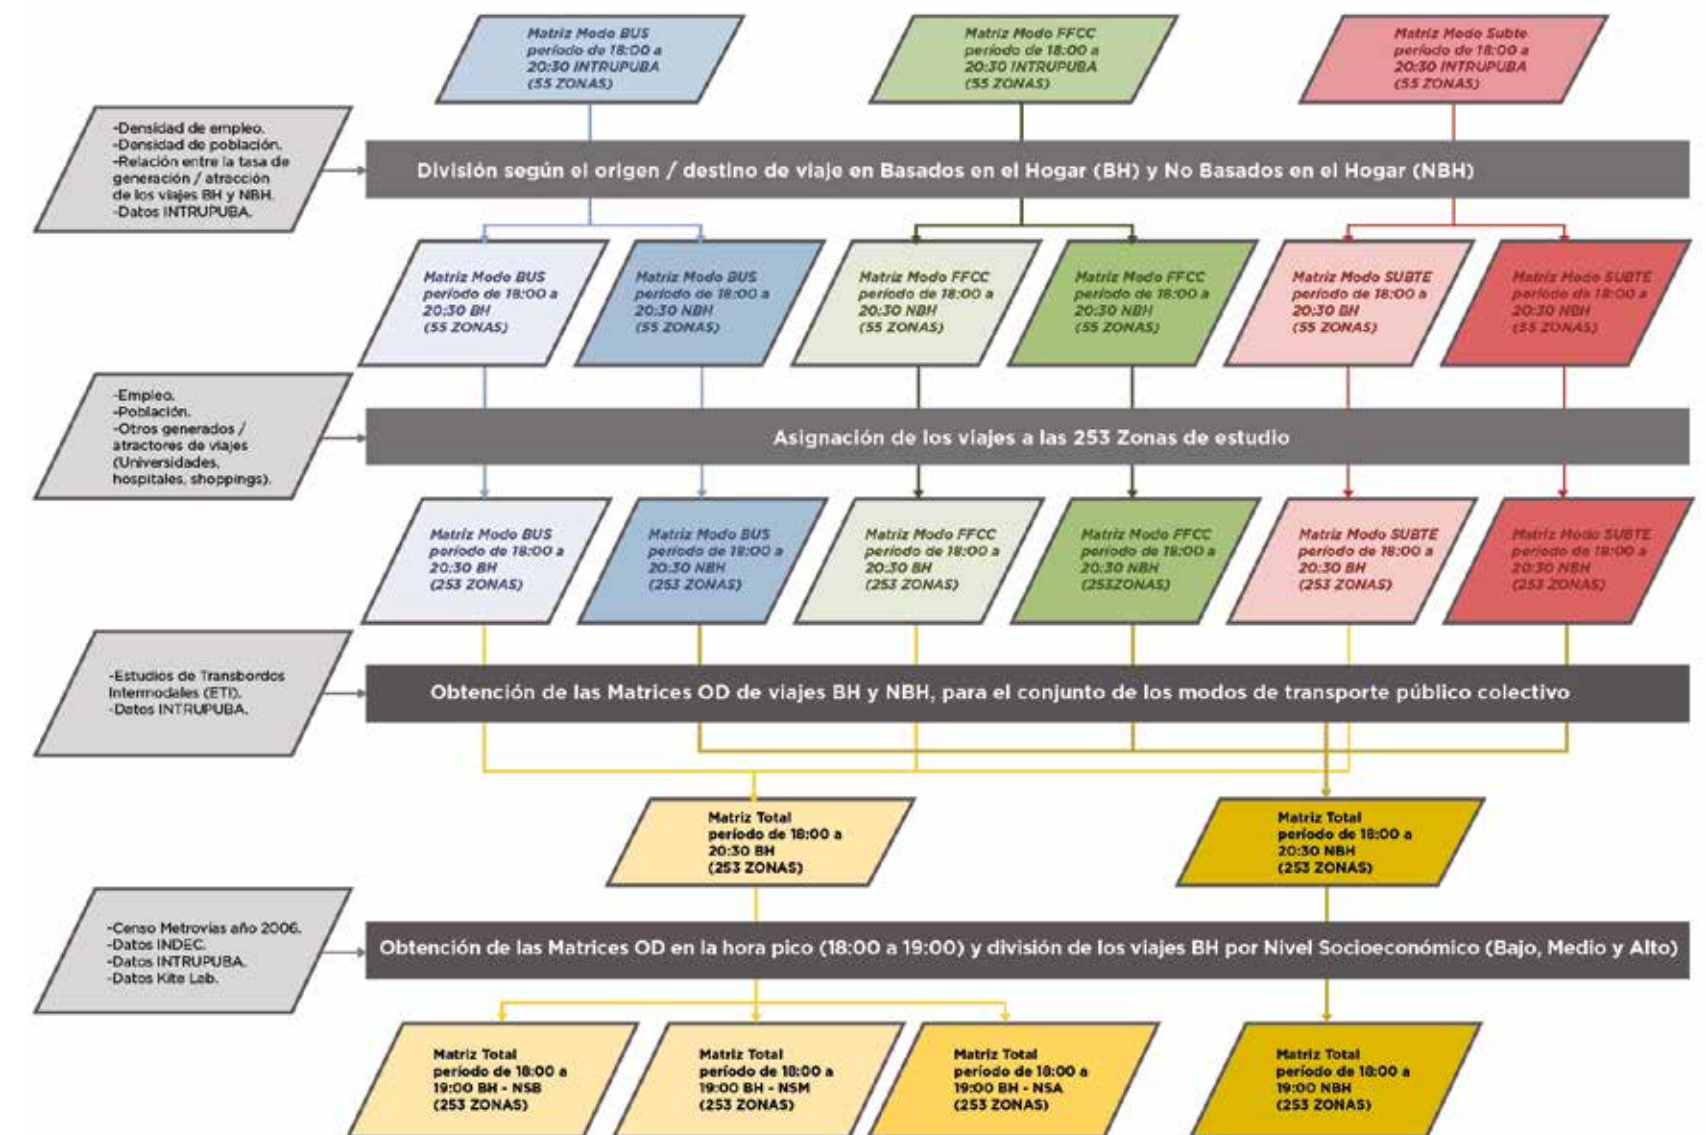 Matriz Modo BUS
período de 18:00 a
20:30 INTRUPUBA
(55 ZONAS)
Matriz Modo FFCC
período de 18:00 a
20:30 INTRUPUBA
(55 ZONAS)
Matriz Modo Subte
período de 18:00 a
20:30 INTRUPUBA
(55 ZONAS)
-Densidad de empleo.
-Densidad de población.
-Relación entre la tasa de
generación / atracción
de los viajes BH y NBH.
-Datos INTRUPUBA.
División según el origen / destino de viaje en Basados en el Hogar (BH) y No Basados en el Hogar (NBH)
Matriz Modo BUS
período de 18:00 a
20:30 BH
(55 ZONAS)
Matriz Modo BUS
período de 18:00 a
20:30 NBH
(55 ZONAS)
Matriz Modo FFCC
período de 18:00 a
20:30 NBH
(55 ZONAS)
Matriz Modo FFCC
período de 18:00 a
20:30 NBH
(55 ZONAS)
Matriz Modo SUBTE
período de 18:00 a
20:30 BH
(55 ZONAS)
Matriz Modo SUBTE
período de 18:00 a
20:30 NBH
(55 ZONAS)
-Empleo.
-Población.
-Otros generados /
atractores de viajes
(Universidades,
hospitales, shoppings).
Asignación de los viajes a las 253 Zonas de estudio
Matriz Modo BUS
período de 18:00 a
20:30 BH
(253 ZONAS)
Matriz Modo BUS
período de 18:00 a
20:30 NBH
(253 ZONAS)
Matriz Modo FFCC
período de 18:00 a
20:30 BH
(253 ZONAS)
Matriz Modo FFCC
período de 18:00 a
20:30 NBH
(253ZONAS)
Matriz Modo SUBTE
período de 18:00 a
20:30 BH
(253 ZONAS)
Matriz Modo SUBTE
período de 18:00 a
20:30 NBH
(253 ZONAS)
-Estudios de Transbordos
Intermodales (ETI).
-Datos INTRUPUBA.
Obtención de las Matrices OD de viajes BH y NBH, para el conjunto de los modos de transporte público colectivo
Matriz Total
período de 18:00 a
20:30 BH
(253 ZONAS)
Matriz Total
período de 18:00 a
20:30 NBH
(253 ZONAS)
-Censo Metrovías año 2006.
-Datos INDEC.
-Datos INTRUPUBA.
-Datos Kite Lab.
Obtención de las Matrices OD en la hora pico (18:00 a 19:00) y división de los viajes BH por Nivel Socioeconómico (Bajo, Medio y Alto)
Matriz Total
período de 18:00 a
19:00 BH - NSB
(253 ZONAS)
Matriz Total
período de 18:00 a
19:00 BH - NSM
(253 ZONAS)
Matriz Total
período de 18:00 a
19:00 BH - NSA
(253 ZONAS)
Matriz Total
período de 18:00 a
19:00 NBH
(253 ZONAS)